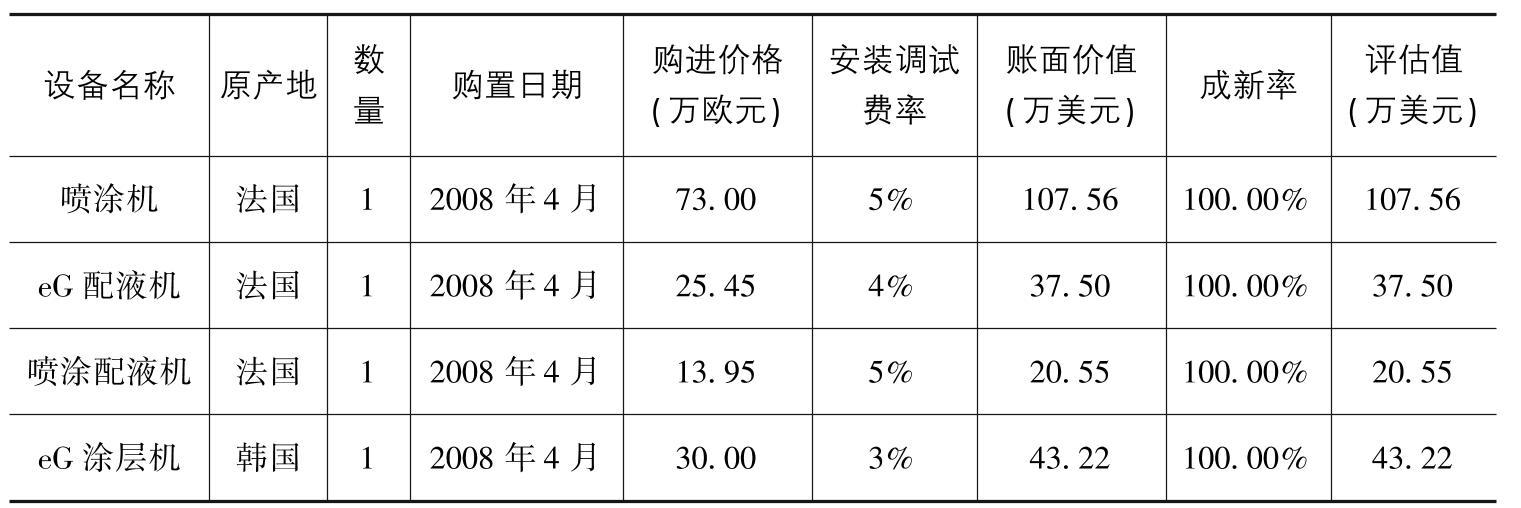 设备名称 原产地 数量 购置日期 购进价格(万欧元) 安装调试费率 账面价值(万美元) 成新率 评估值(万美元)
喷涂机 法国 1 2008 年 4 月 73.00 5% 107.56 100.00% 107.56
eG 配液机 法国 1 2008 年 4 月 25.45 4% 37.50 100.00% 37.50
喷涂配液机 法国 1 2008 年 4 月 13.95 5% 20.55 100.00% 20.55
eG 涂层机 韩国 1 2008 年 4 月 30.00 3% 43.22 100.00% 43.22